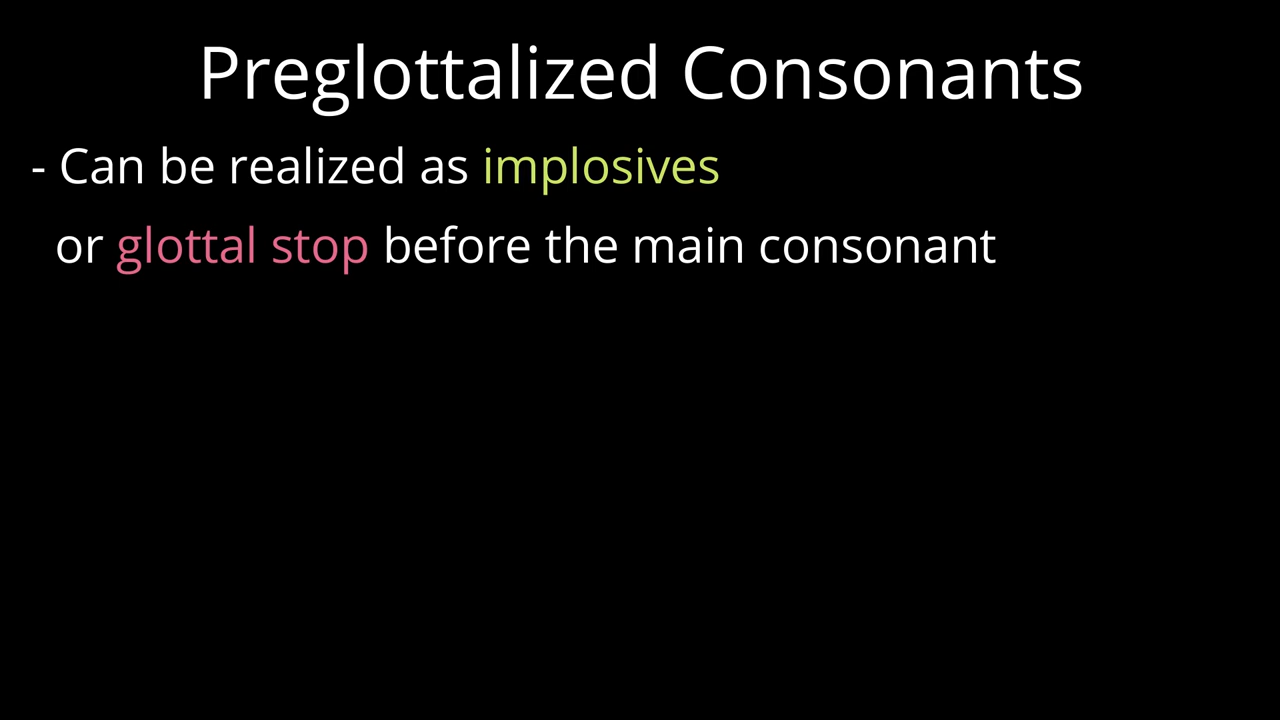 Preglottalized Consonants
- Can be realized as implosives
or glottal stop before the main consonant